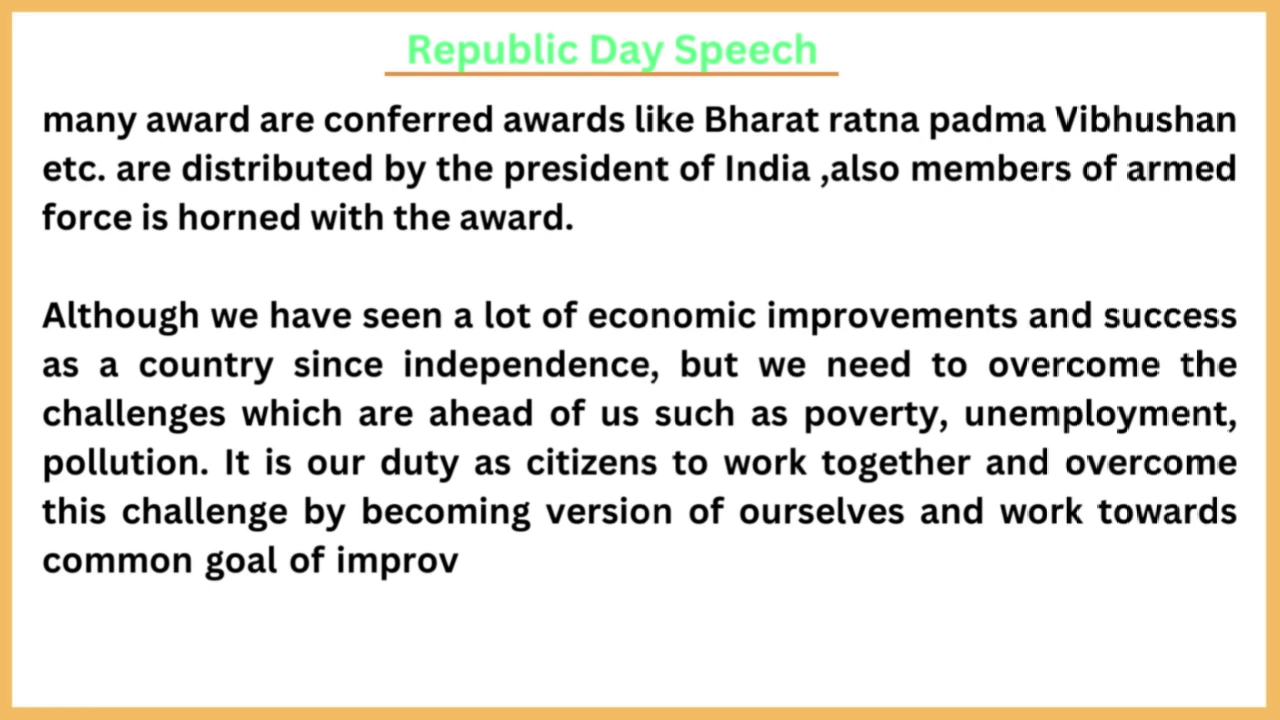 Republic Day Speech
many award are conferred awards like Bharat ratna padma Vibhushan
etc. are distributed by the president of India ,also members of armed
force is horned with the award.
Although we have seen a lot of economic improvements and success
as a country since independence, but we need to overcome the
challenges which are ahead of us such as poverty, unemployment,
pollution. It is our duty as citizens to work together and overcome
this challenge by becoming version of ourselves and work towards
common goal of improv